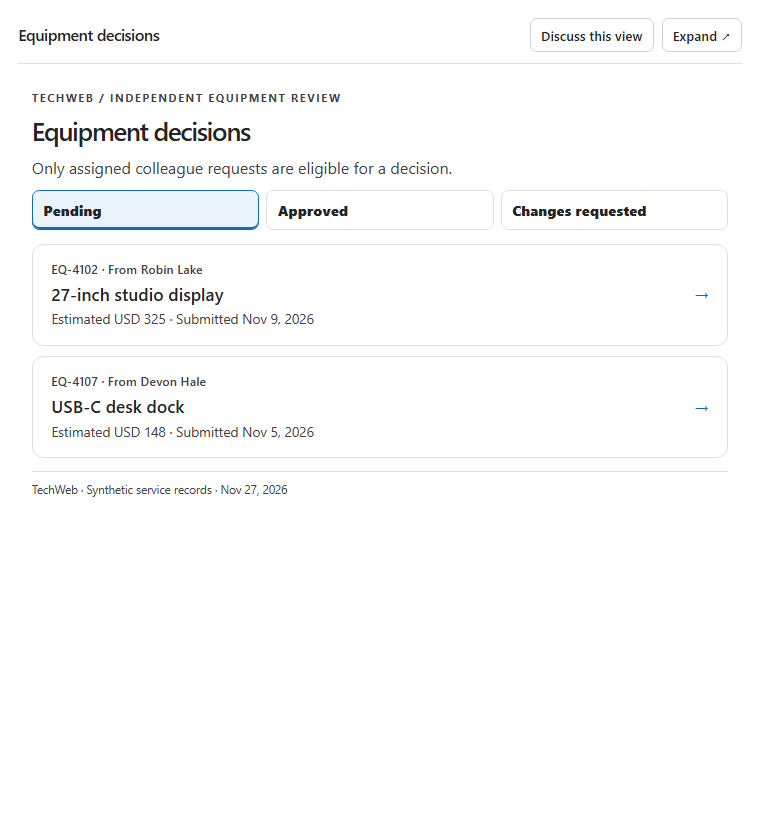 Equipment decisions
Discuss this view
Expand ↗
TECHWEB / INDEPENDENT EQUIPMENT REVIEW
Equipment decisions
Only assigned colleague requests are eligible for a decision.
Pending
Approved
Changes requested
EQ-4102 · From Robin Lake
27-inch studio display
→
Estimated USD 325 · Submitted Nov 9, 2026
EQ-4107 · From Devon Hale
USB-C desk dock
→
Estimated USD 148 · Submitted Nov 5, 2026
TechWeb · Synthetic service records · Nov 27, 2026